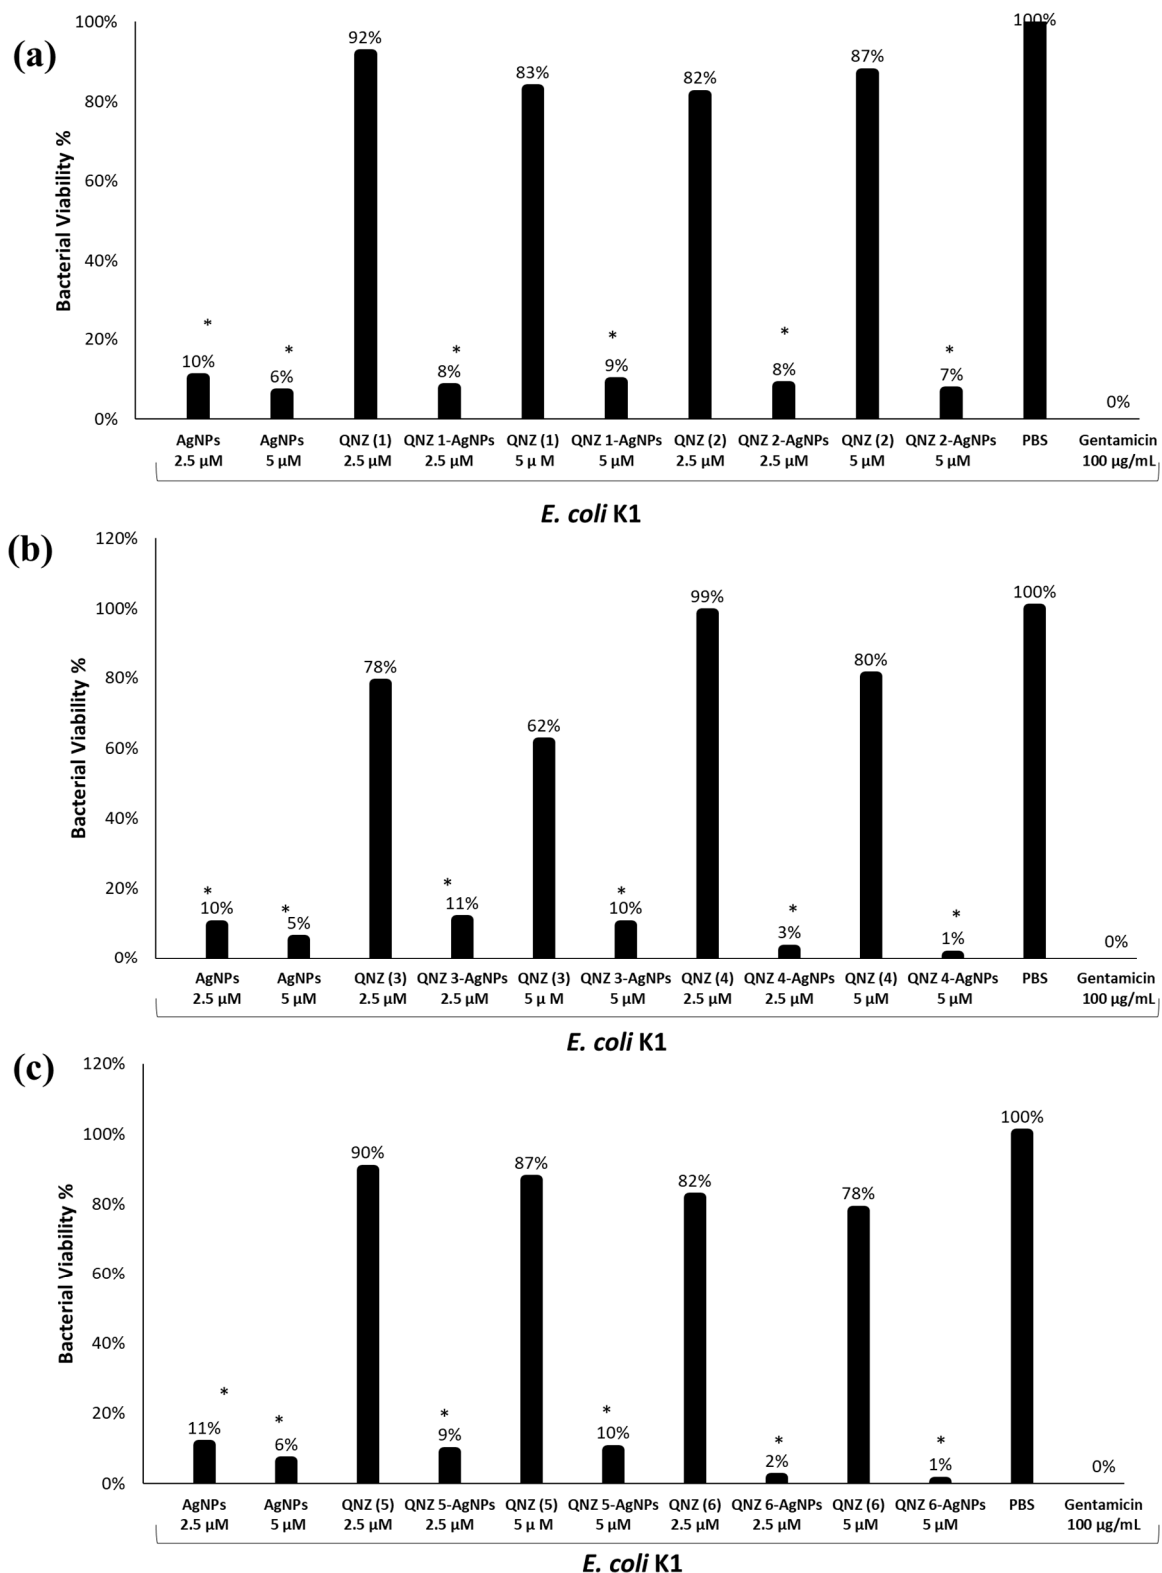 (a)
Bacterial Viability %
100%
80%
60%
40%
20%
0%
*
10%
*
6%
92%
*
8%
83%
*
9%
82%
*
8%
87%
*
7%
100%
0%
AgNPs
2.5 µM
AgNPs
5 µM
QNZ (1)
2.5 µM
QNZ 1-AgNPs
2.5 µM
QNZ (1)
5 µ M
QNZ 1-AgNPs
5 µM
QNZ (2)
2.5 µM
QNZ 2-AgNPs
2.5 µM
QNZ (2)
5 µM
QNZ 2-AgNPs
5 µM
PBS
Gentamicin
100 µg/mL
E. coli K1
(b)
Bacterial Viability %
120%
100%
80%
60%
40%
20%
0%
*
10%
*
5%
78%
*
11%
62%
*
10%
99%
*
3%
80%
*
1%
100%
0%
AgNPs
2.5 µM
AgNPs
5 µM
QNZ (3)
2.5 µM
QNZ 3-AgNPs
2.5 µM
QNZ (3)
5 µ M
QNZ 3-AgNPs
5 µM
QNZ (4)
2.5 µM
QNZ 4-AgNPs
2.5 µM
QNZ (4)
5 µM
QNZ 4-AgNPs
5 µM
PBS
Gentamicin
100 µg/mL
E. coli K1
(c)
Bacterial Viability %
120%
100%
80%
60%
40%
20%
0%
*
11%
*
6%
90%
*
9%
87%
*
10%
82%
*
2%
78%
*
1%
100%
0%
AgNPs
2.5 µM
AgNPs
5 µM
QNZ (5)
2.5 µM
QNZ 5-AgNPs
2.5 µM
QNZ (5)
5 µ M
QNZ 5-AgNPs
5 µM
QNZ (6)
2.5 µM
QNZ 6-AgNPs
2.5 µM
QNZ (6)
5 µM
QNZ 6-AgNPs
5 µM
PBS
Gentamicin
100 µg/mL
E. coli K1